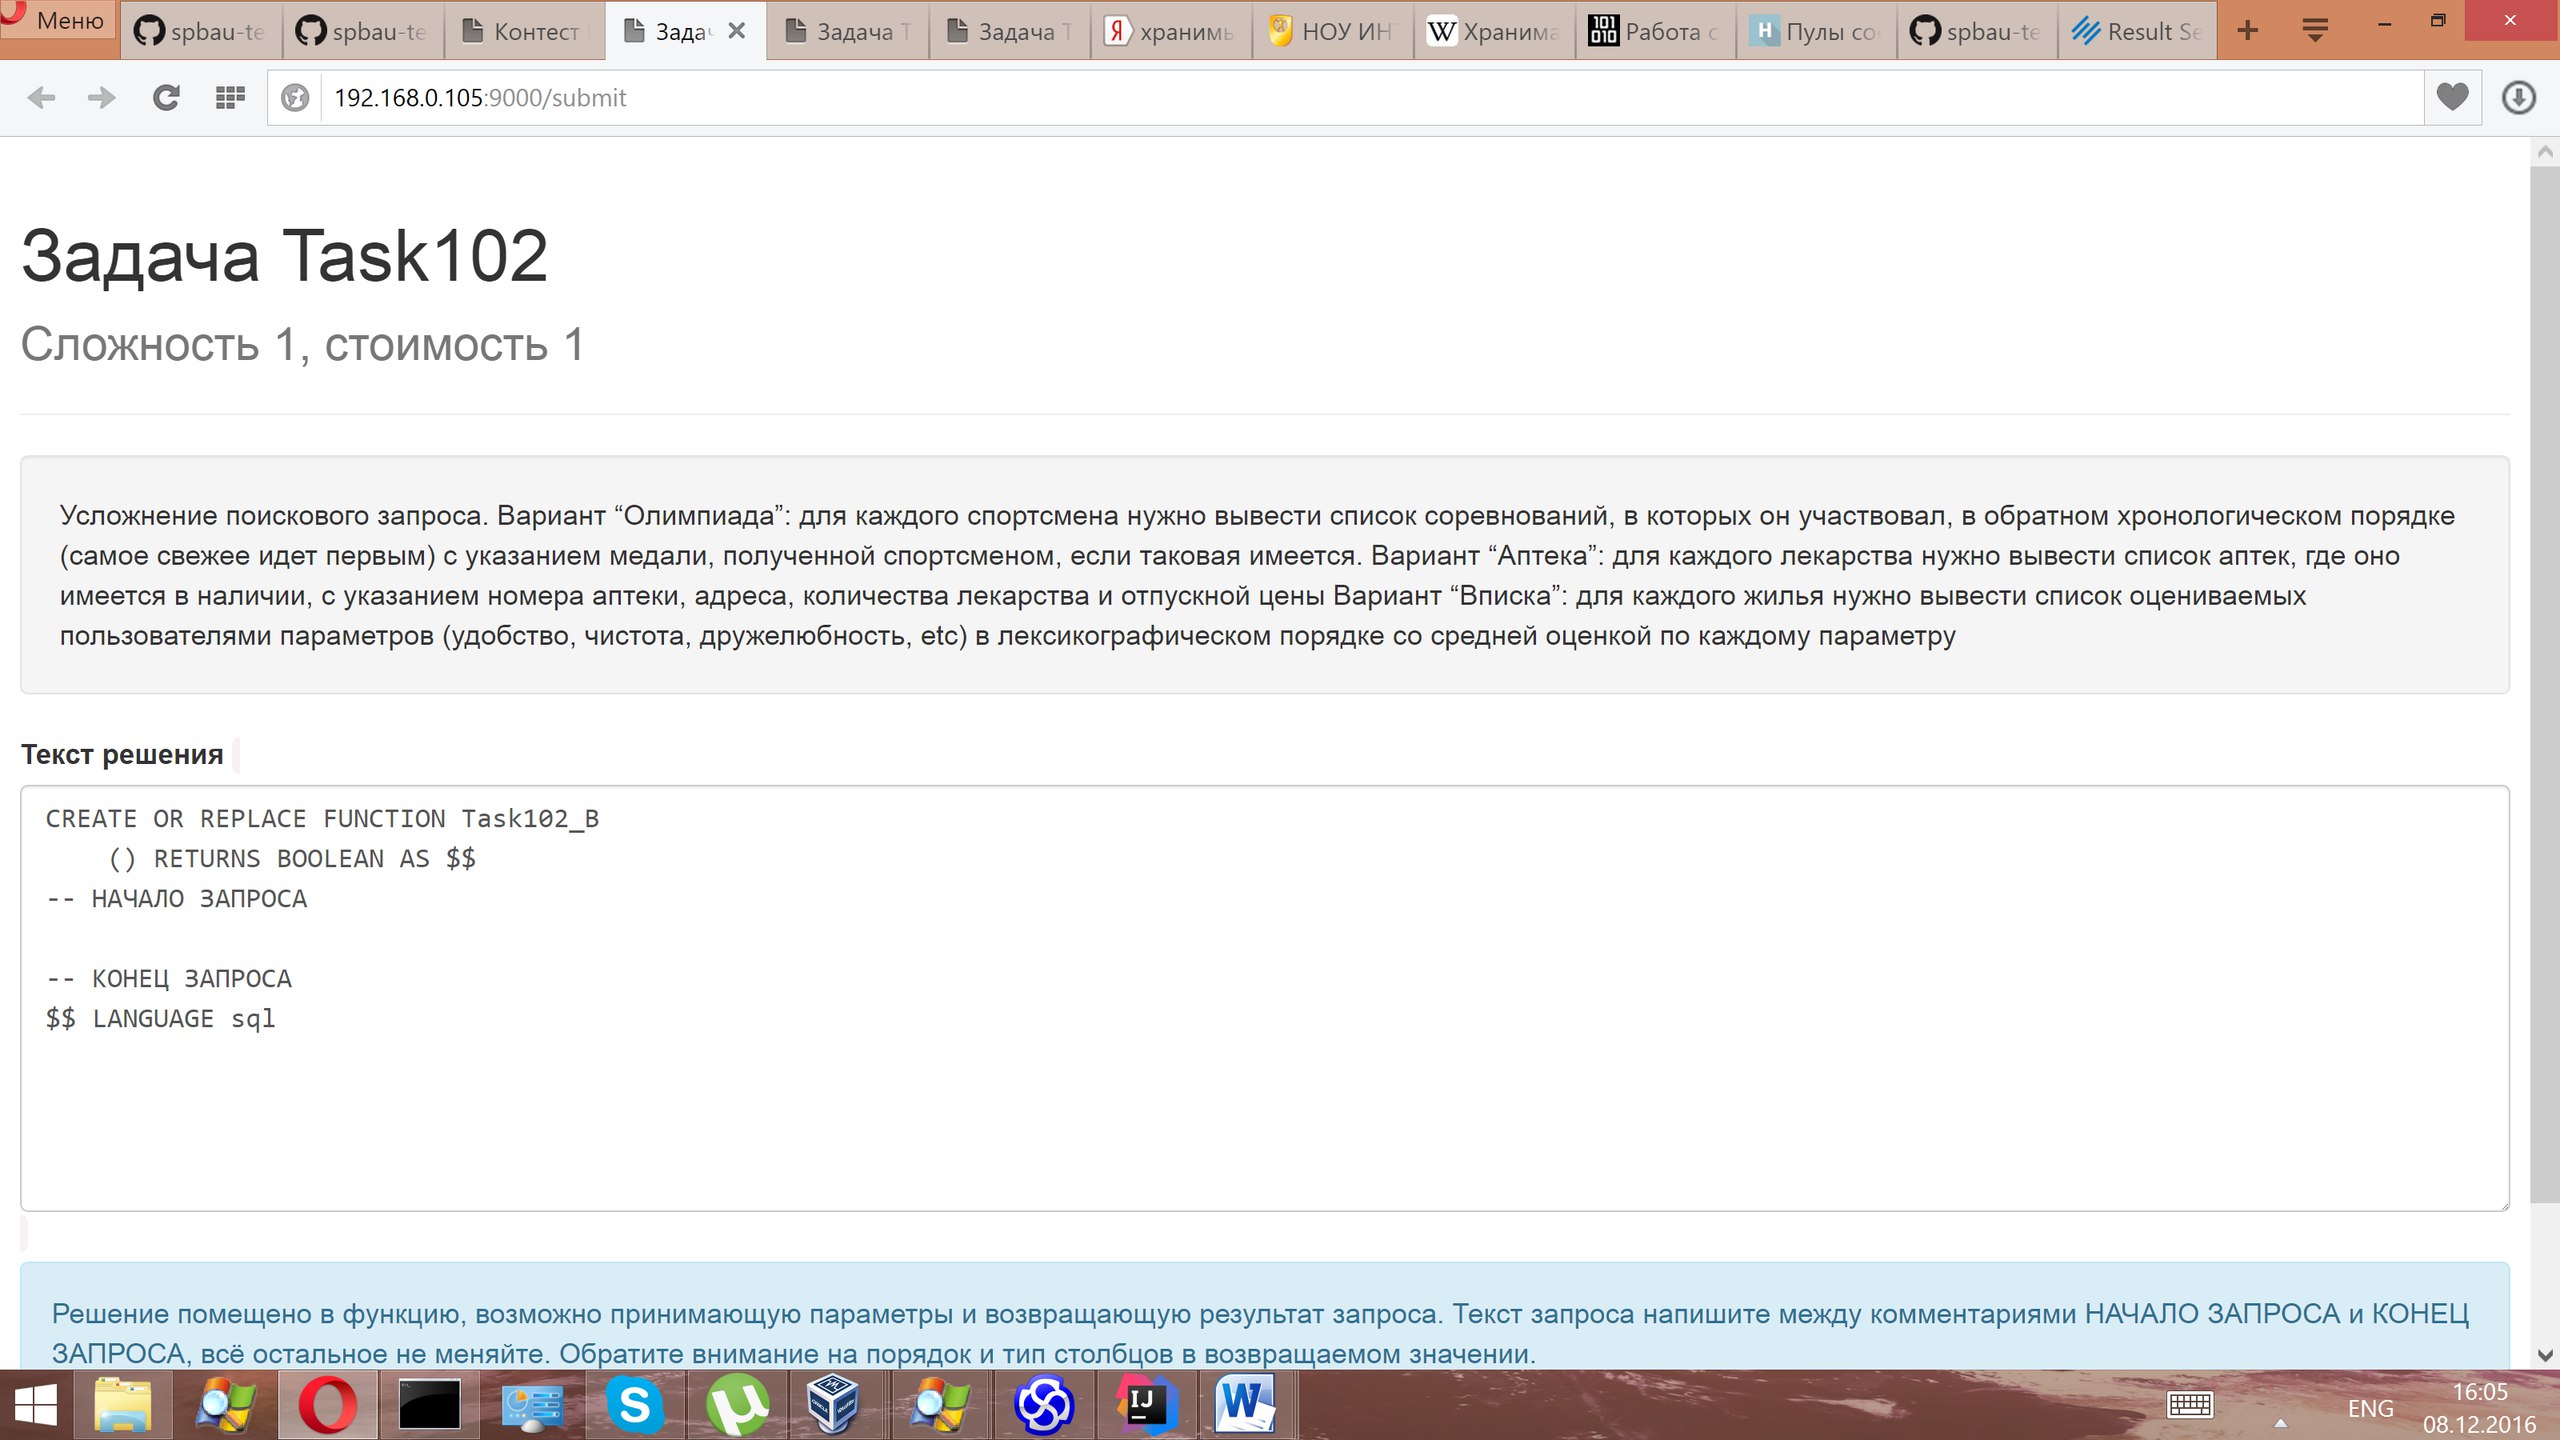 Меню
spbau-te
spbau-te
Контест
Задач
Задача Т
Задача Т
хранимы
НОУ ИН
Хранима
Работа с
Пулы со
spbau-te
Result Se
192.168.0.105:9000/submit
Задача Task102
Сложность 1, стоимость 1
Усложнение поискового запроса. Вариант “Олимпиада”: для каждого спортсмена нужно вывести список соревнований, в которых он участвовал, в обратном хронологическом порядке
(самое свежее идет первым) с указанием медали, полученной спортсменом, если таковая имеется. Вариант “Аптека”: для каждого лекарства нужно вывести список аптек, где оно
имеется в наличии, с указанием номера аптеки, адреса, количества лекарства и отпускной цены Вариант “Вписка”: для каждого жилья нужно вывести список оцениваемых
пользователями параметров (удобство, чистота, дружелюбность, etc) в лексикографическом порядке со средней оценкой по каждому параметру
Текст решения
CREATE OR REPLACE FUNCTION Task102_B
() RETURNS BOOLEAN AS $$
-- НАЧАЛО ЗАПРОСА
-- КОНЕЦ ЗАПРОСА
$$ LANGUAGE sql
Решение помещено в функцию, возможно принимающую параметры и возвращающую результат запроса. Текст запроса напишите между комментариями НАЧАЛО ЗАПРОСА и КОНЕЦ
ЗАПРОСА, всё остальное не меняйте. Обратите внимание на порядок и тип столбцов в возвращаемом значении.
ENG
16:05
08.12.2016